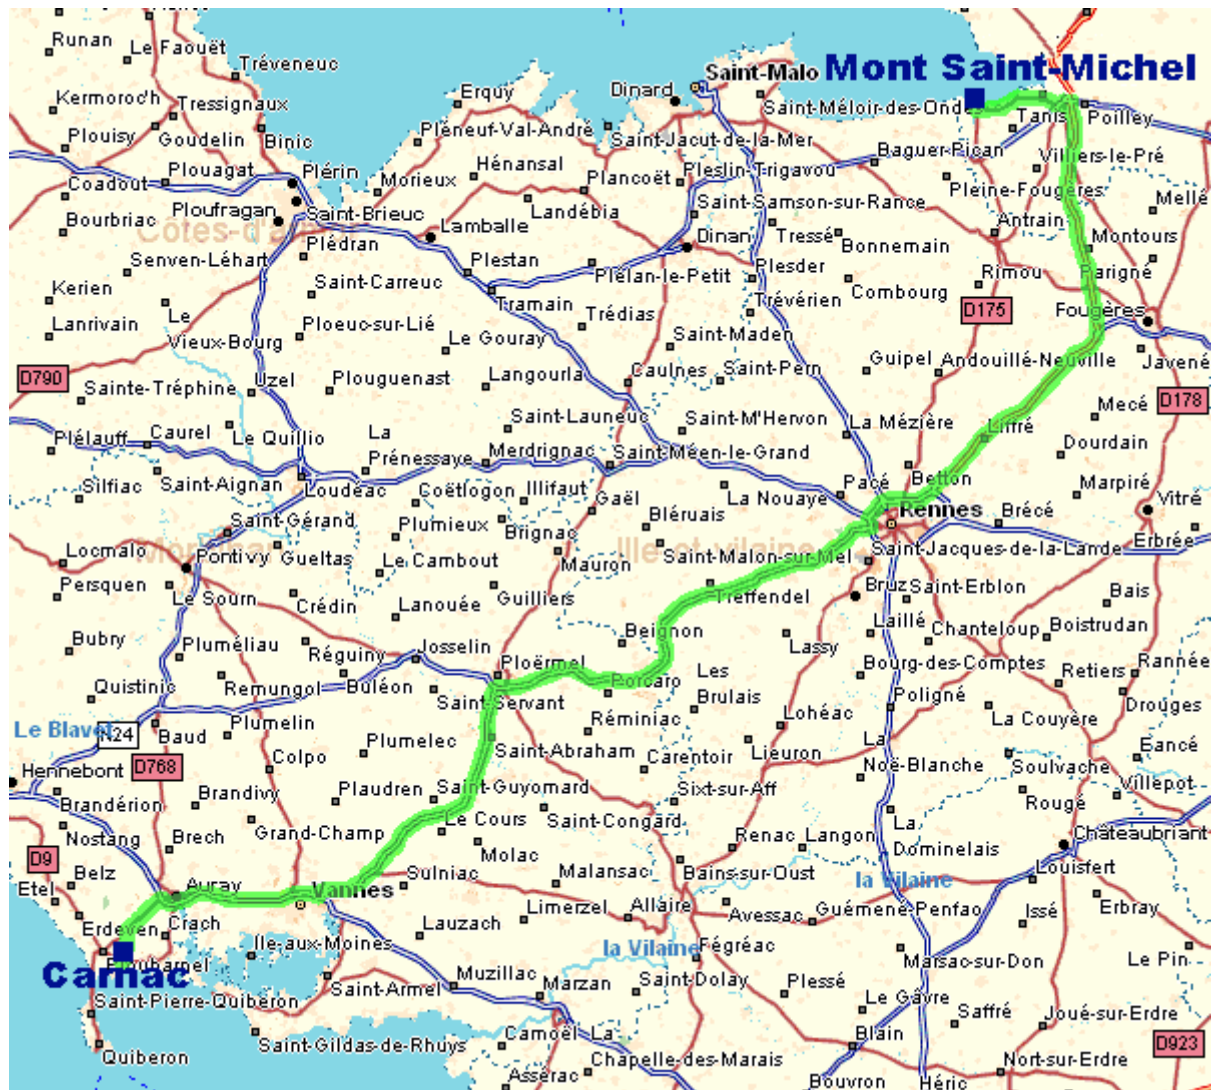 Runan
Le Faouët
Tréveneuc
Kermoroc'h
Tressignaux
Plouisy
Goudelin
Binic
Erquy
Dinard
Saint-Malo
Mont Saint-Michel
Saint-Méloir-des-Ond
Tanis
Poilley
Pléneuf-Val-André
Saint-Jacut-de-la-Mer
Baguer-Pican
Villiers-le-Pré
Coadout
Plouagat
Plérin
Morieux
Hénansal
Plancoët
Pleslin-Trigavou
Pleine-Fougères
Mellé
Bourbriac
Ploufragan
Saint-Brieuc
Landébia
Saint-Samson-sur-Rance
Antrain
Côtes-d'
Plédran
Lamballe
Dinan
Tressé
Bonnemain
Montours
Senven-Léhart
Plestan
Plélan-le-Petit
Plesder
Rimou
Parigné
Kerien
Saint-Carreuc
Tramain
Trévérien
Combourg
D175
Fougères
Lanrivain
Le
Vieux-Bourg
Ploeuc-sur-Lié
Le Gouray
Trédias
Saint-Maden
Javené
D790
Sainte-Tréphine
Uzel
Plouguenast
Langourla
Caulnes
Saint-Pern
Guipel
Andouillé-Neuville
D178
Plélauff
Caurel
Le Quillio
La
Prénessaye
Saint-Launeuc
Merdrignac
Saint-M'Hervon
Saint-Méen-le-Grand
La Mézière
Liffré
Mecé
Dourdain
Silfiac
Saint-Aignan
Loudéac
Coëtlogon
Illifaut
Gaël
La Nouaye
Pacé
Betton
Marpiré
Vitré
Saint-Gérand
Plumieux
Brignac
Bléruais
Rennes
Brécé
Erbrée
Locmalo
Pontivy
Gueltas
Le Cambout
Mauron
Ille et vilaine
Saint-Malon-sur-Mel
Saint-Jacques-de-la-Lande
Persquen
Le Sourn
Crédin
Lanouée
Guilliers
Treffendel
Bruz
Saint-Erblon
Bais
Bubry
Pluméliau
Réguiny
Josselin
Ploërmel
Beignon
Lassy
Laillé
Chanteloup
Boistrudan
Quistinic
Remungol
Buléon
Saint-Servant
Porcaro
Les
Brulais
Bourg-des-Comptes
Retiers
Rannée
Le Blavet
N24
Baud
Plumelin
Réminiac
Lohéac
Poligné
La Couyère
Drouges
Hennebont
D768
Colpo
Plumelec
Saint-Abraham
Carentoir
Lieuron
La
Noë-Blanche
Soulvache
Eancé
Brandérion
Brandivy
Plaudren
Saint-Guyomard
Sixt-sur-Aff
Rougé
Villepot
Nostang
Brech
Grand-Champ
Le Cours
Saint-Congard
Renac
Langon
La
Dominelais
Châteaubriant
D9
Belz
Molac
Etel
Auray
Vannes
Sulniac
Malansac
Bains-sur-Oust
la Vilaine
Louisfert
Erdeven
Crach
Ile-aux-Moines
Lauzach
Limerzel
Allaire
Avessac
Guémené-Penfao
Issé
Erbray
Carnac
Plouharnel
la Vilaine
Fégréac
Marsac-sur-Don
Le Pin
Saint-Pierre-Quibéron
Saint-Armel
Muzillac
Marzan
Saint-Dolay
Plessé
Le Gâvre
Saffré
Joué-sur-Erdre
Quiberon
Saint-Gildas-de-Rhuys
Camoël
La
Chapelle-des-Marais
Blain
D923
Assérac
Bouvron
Héric
Nort-sur-Erdre